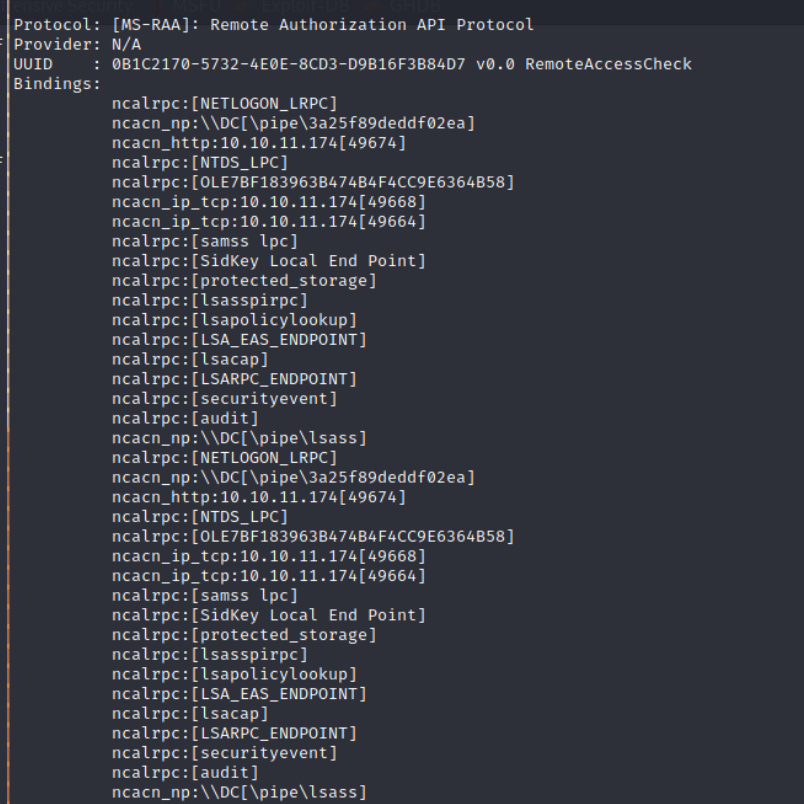 Protocol: [MS-RAA]: Remote Authorization API Protocol
Provider: N/A
UUID    : 0B1C2170-5732-4E0E-8CD3-D9B16F3B84D7 v0.0 RemoteAccessCheck
Bindings:
          ncalrpc:[NETLOGON_LRPC]
          ncacn_np:\\DC[\pipe\3a25f89deddf02ea]
          ncacn_http:10.10.11.174[49674]
          ncalrpc:[NTDS_LPC]
          ncalrpc:[OLE7BF183963B474B4F4CC9E6364B58]
          ncacn_ip_tcp:10.10.11.174[49668]
          ncacn_ip_tcp:10.10.11.174[49664]
          ncalrpc:[samss lpc]
          ncalrpc:[SidKey Local End Point]
          ncalrpc:[protected_storage]
          ncalrpc:[lsasspirpc]
          ncalrpc:[lsapolicylookup]
          ncalrpc:[LSA_EAS_ENDPOINT]
          ncalrpc:[lsacap]
          ncalrpc:[LSARPC_ENDPOINT]
          ncalrpc:[securityevent]
          ncalrpc:[audit]
          ncacn_np:\\DC[\pipe\lsass]
          ncalrpc:[NETLOGON_LRPC]
          ncacn_np:\\DC[\pipe\3a25f89deddf02ea]
          ncacn_http:10.10.11.174[49674]
          ncalrpc:[NTDS_LPC]
          ncalrpc:[OLE7BF183963B474B4F4CC9E6364B58]
          ncacn_ip_tcp:10.10.11.174[49668]
          ncacn_ip_tcp:10.10.11.174[49664]
          ncalrpc:[samss lpc]
          ncalrpc:[SidKey Local End Point]
          ncalrpc:[protected_storage]
          ncalrpc:[lsasspirpc]
          ncalrpc:[lsapolicylookup]
          ncalrpc:[LSA_EAS_ENDPOINT]
          ncalrpc:[lsacap]
          ncalrpc:[LSARPC_ENDPOINT]
          ncalrpc:[securityevent]
          ncalrpc:[audit]
          ncacn_np:\\DC[\pipe\lsass]